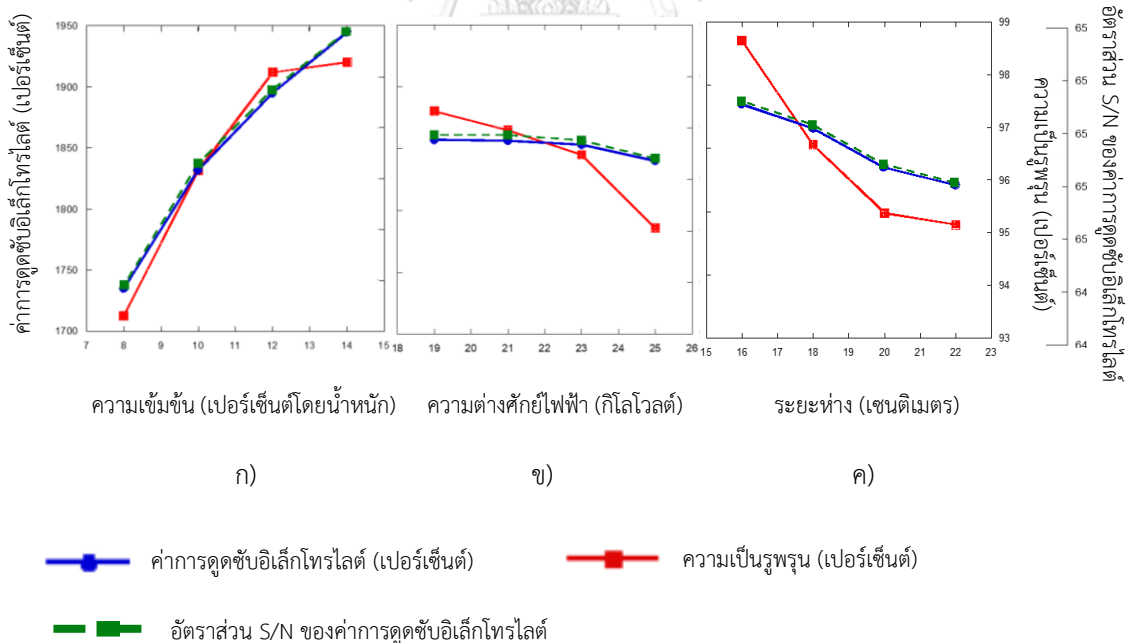 ค่าการดูดซับอิเล็กโทรไลต์ (เปอร์เซ็นต์)
1950
1900
1850
1800
1750
1700
7 8 9 10 11 12 13 14 15
18 19 20 21 22 23 24 25 26
15 16 17 18 19 20 21 22 23
99
98
97
96
95
94
93
ความเป็นรูพรุน (เปอร์เซ็นต์)
65
65
65
65
65
64
64
อัตราส่วน S/N ของค่าการดูดซับอิเล็กโทรไลต์
ความเข้มข้น (เปอร์เซ็นต์โดยน้ำหนัก)
ความต่างศักย์ไฟฟ้า (กิโลโวลต์)
ระยะห่าง (เซนติเมตร)
ก)
ข)
ค)
ค่าการดูดซับอิเล็กโทรไลต์ (เปอร์เซ็นต์)
ความเป็นรูพรุน (เปอร์เซ็นต์)
อัตราส่วน S/N ของค่าการดูดซับอิเล็กโทรไลต์